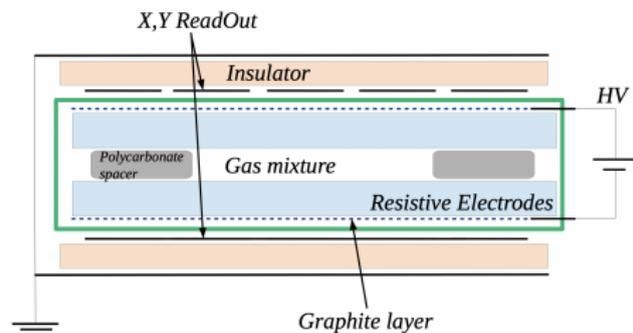 X,Y ReadOut
Insulator
HV
Polycarbonate
spacer
Gas mixture
Resistive Electrodes
Graphite layer